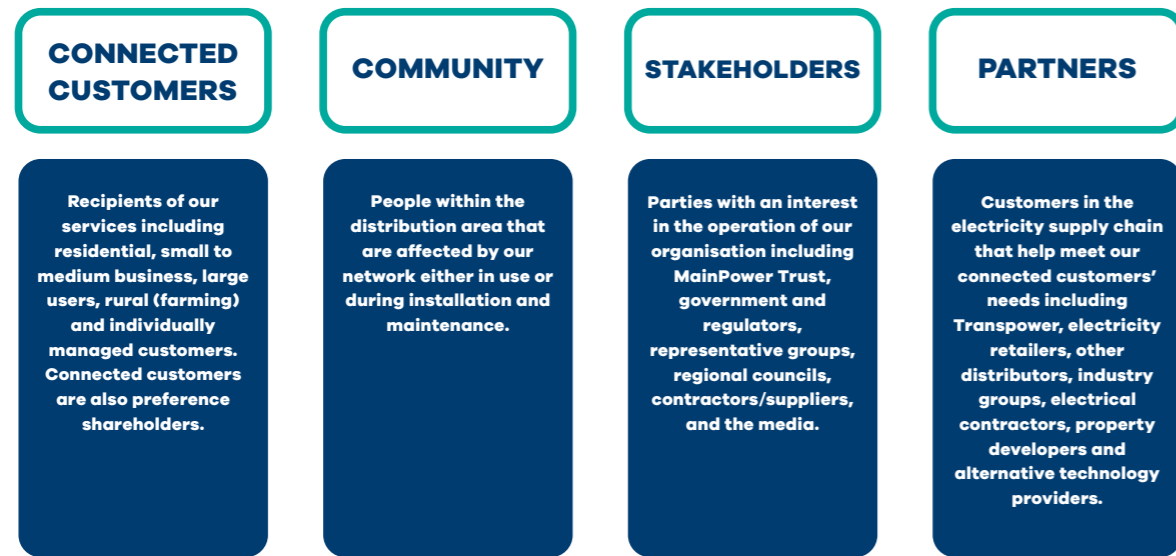 CONNECTED
CUSTOMERS
Recipients of our
services including
residential, small to
medium business, large
users, rural (farming)
and individually
managed customers.
Connected customers
are also preference
shareholders.
COMMUNITY
People within the
distribution area that
are affected by our
network either in use or
during installation and
maintenance.
STAKEHOLDERS
Parties with an interest
in the operation of our
organisation including
MainPower Trust,
government and
regulators,
representative groups,
regional councils,
contractors/suppliers,
and the media.
PARTNERS
Customers in the
electricity supply chain
that help meet our
connected customers’
needs including
Transpower, electricity
retailers, other
distributors, industry
groups, electrical
contractors, property
developers and
alternative technology
providers.